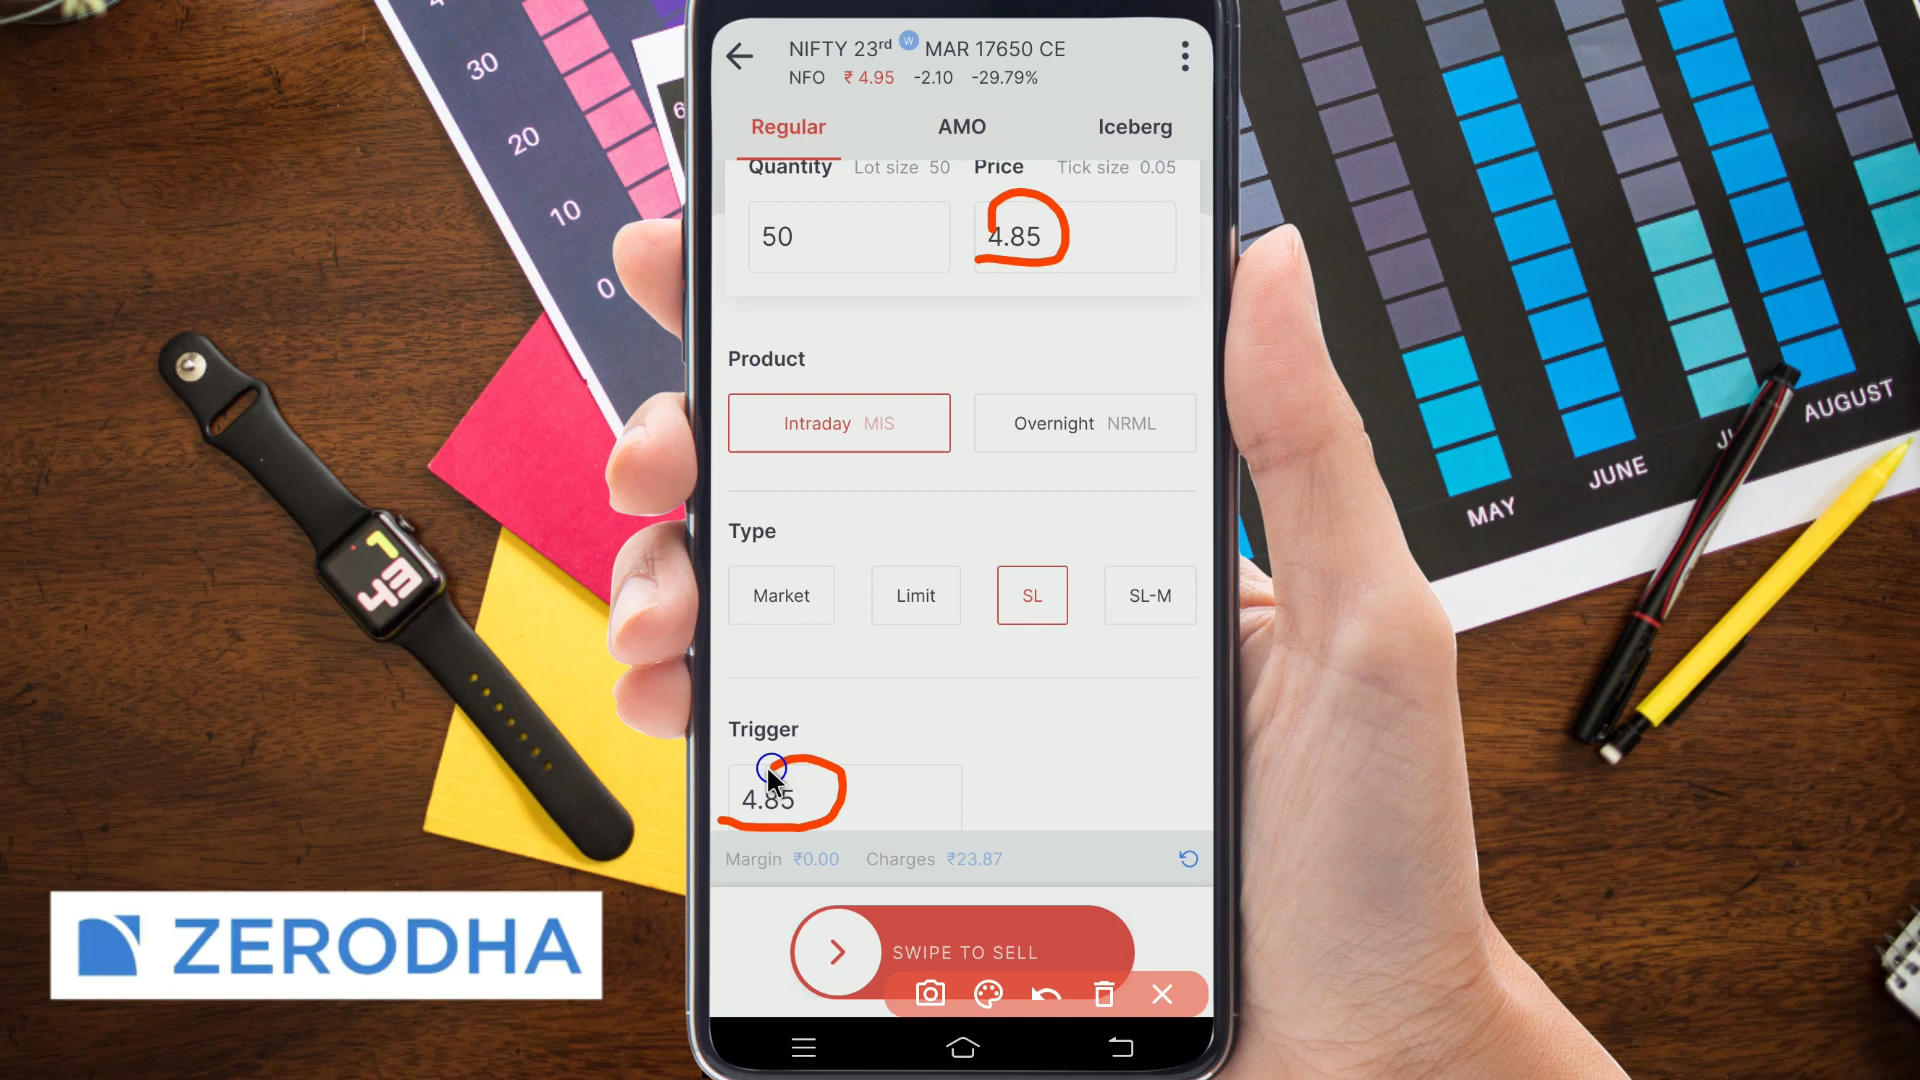 30
20
10
0
6
NIFTY 23rd W MAR 17650 CE
NFO ₹ 4.95 -2.10 -29.79%
Regular AMO Iceberg
Quantity Lot size 50 Price Tick size 0.05
50 4.85
Product
Intraday MIS Overnight NRML
Type
Market Limit SL SL-M
Trigger
4.85
Margin ₹0.00 Charges ₹23.87
SWIPE TO SELL
MAY
JUNE
AUGUST
1
43
ZERODHA